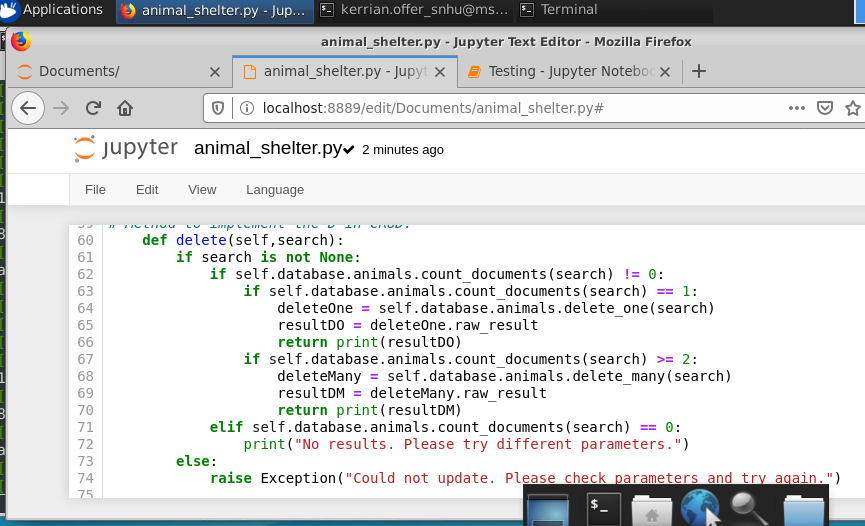 Applications
animal_shelter.py - Jup...
kerrian.offer_snhu@ms...
Terminal
animal_shelter.py - Jupyter Text Editor - Mozilla Firefox
Documents/
animal_shelter.py - Jupyt
Testing - Jupyter Noteboo
localhost:8889/edit/Documents/animal_shelter.py#
jupyter
animal_shelter.py 2 minutes ago
File Edit View Language
59 # Method to implement the D in CRUD.
60 def delete(self,search):
61 if search is not None:
62 if self.database.animals.count_documents(search) != 0:
63 if self.database.animals.count_documents(search) == 1:
64 deleteOne = self.database.animals.delete_one(search)
65 resultDO = deleteOne.raw_result
66 return print(resultDO)
67 if self.database.animals.count_documents(search) >= 2:
68 deleteMany = self.database.animals.delete_many(search)
69 resultDM = deleteMany.raw_result
70 return print(resultDM)
71 elif self.database.animals.count_documents(search) == 0:
72 print("No results. Please try different parameters.")
73 else:
74 raise Exception("Could not update. Please check parameters and try again.")
75